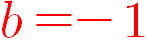 b = - 1